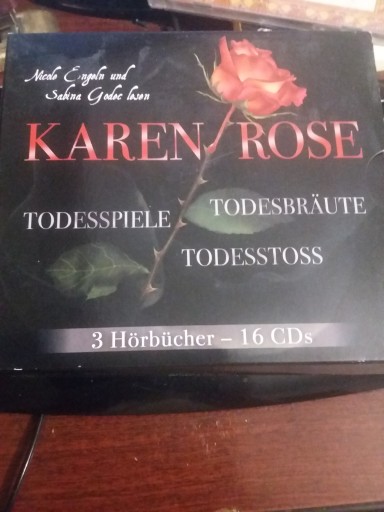 Nicole Engeln und
Sabina Godec lesen
KAREN ROSE
TODESSPIELE
TODESBRÄUTE
TODESSTOSS
3 Hörbücher – 16 CDs